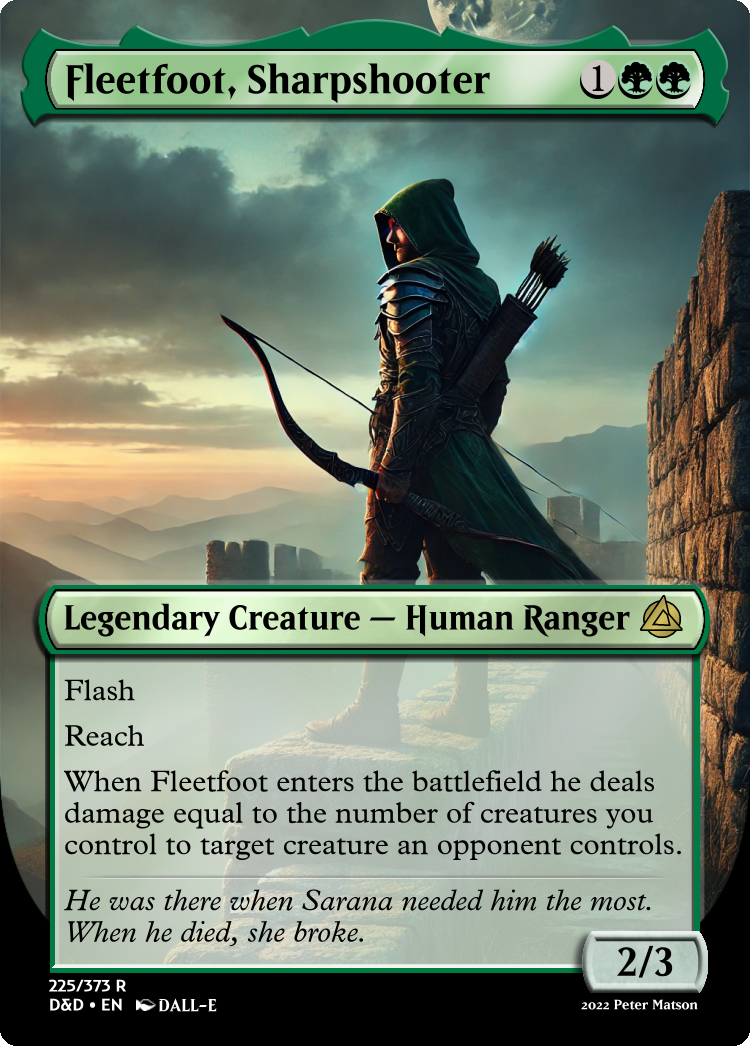 Fleetfoot, Sharpshooter 1
Legendary Creature — Human Ranger
Flash
Reach
When Fleetfoot enters the battlefield he deals
damage equal to the number of creatures you
control to target creature an opponent controls.
He was there when Sarana needed him the most.
When he died, she broke.
2/3
225/373 R
D&D • EN DALL-E
2022 Peter Matson